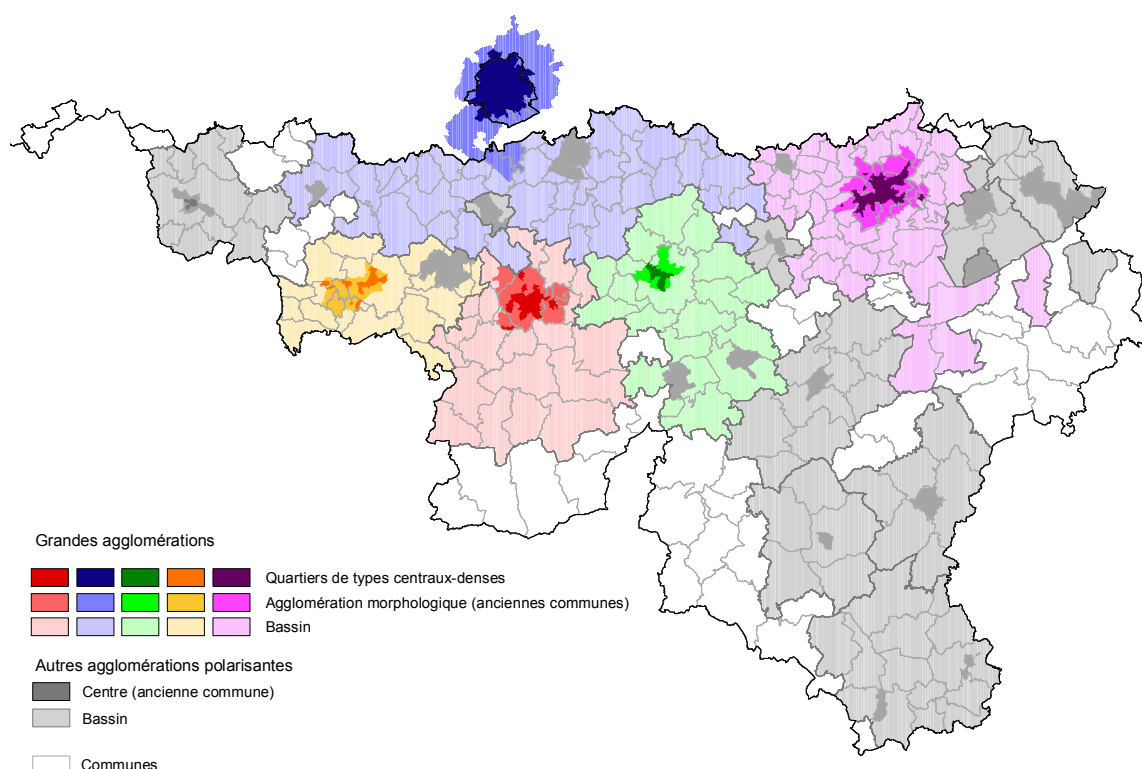 Grandes agglomérations
Quartiers de types centraux-denses
Agglomération morphologique (anciennes communes)
Bassin
Autres agglomérations polarisantes
Centre (ancienne commune)
Bassin
Communes